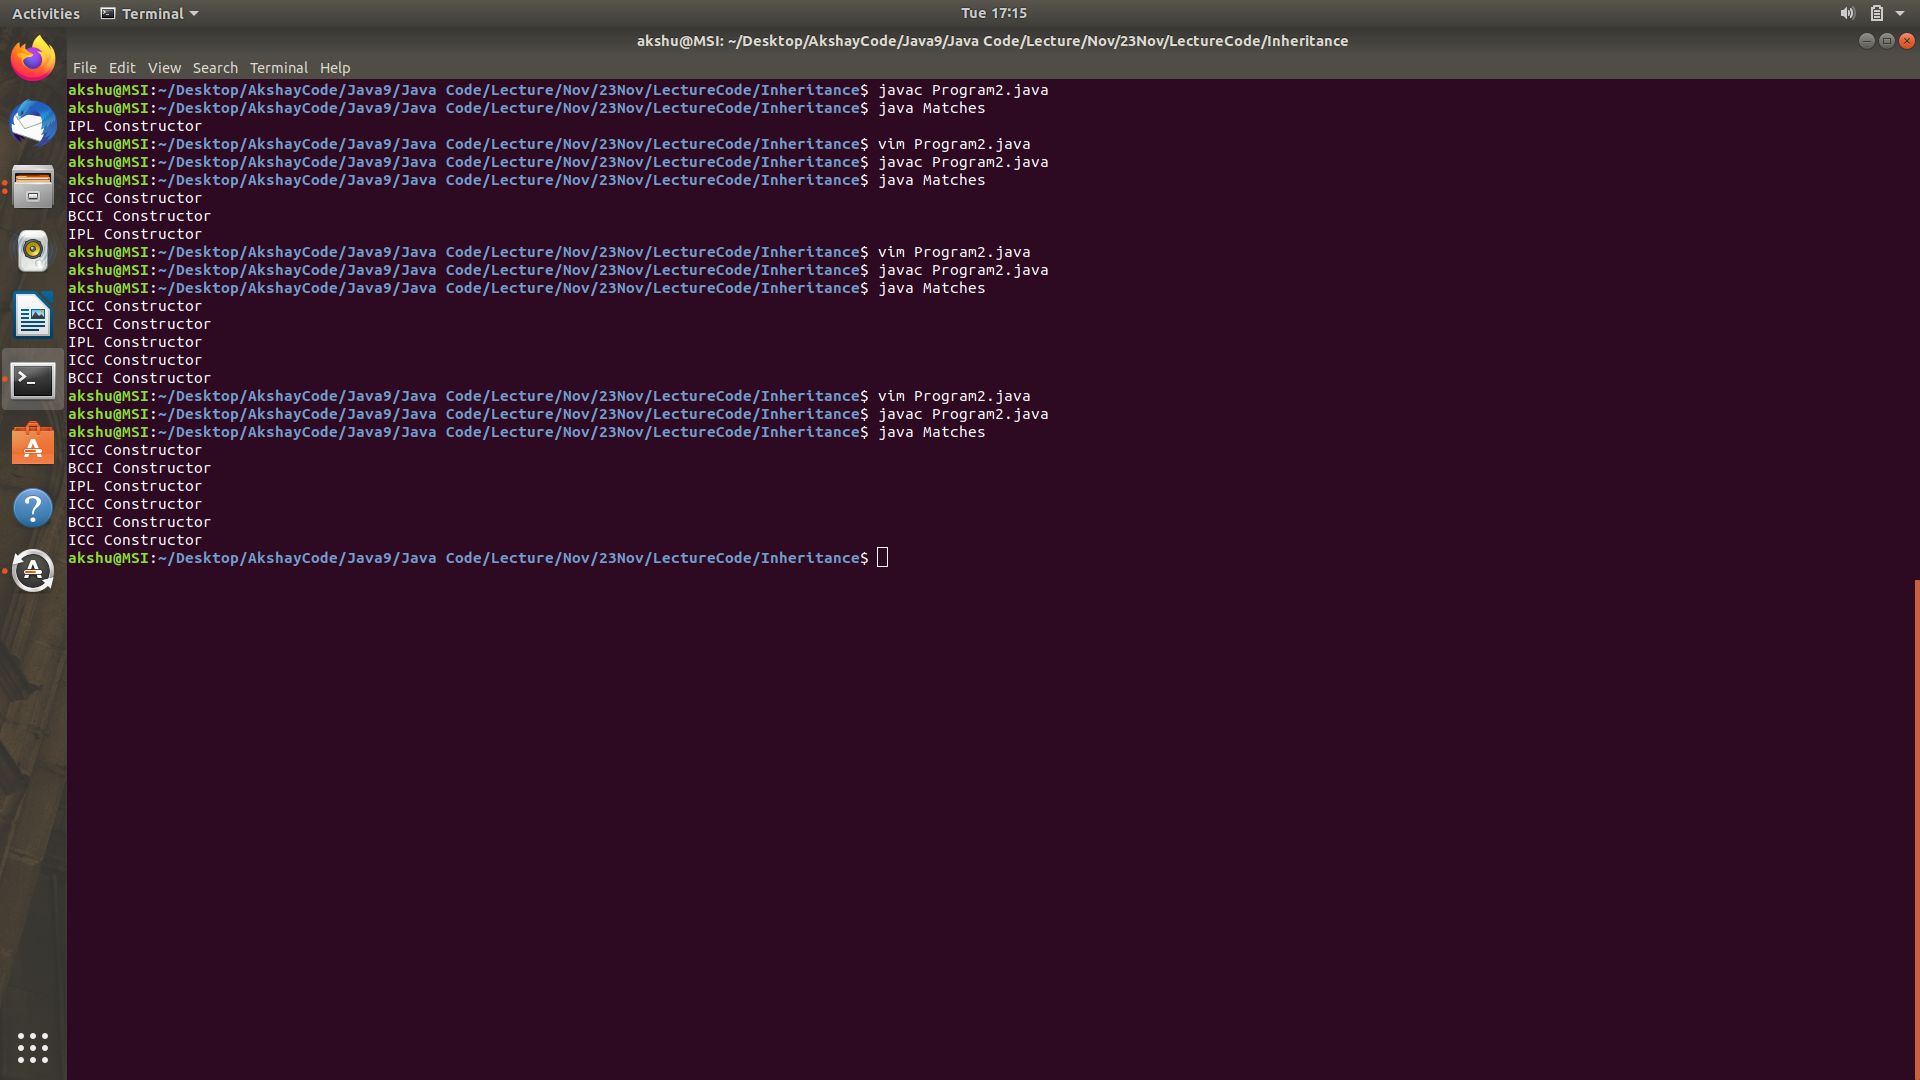 Activities Terminal Tue 17:15
akshu@MSI: ~/Desktop/AkshayCode/Java9/Java Code/Lecture/Nov/23Nov/LectureCode/Inheritance
File Edit View Search Terminal Help
akshu@MSI:~/Desktop/AkshayCode/Java9/Java Code/Lecture/Nov/23Nov/LectureCode/Inheritance$ javac Program2.java
akshu@MSI:~/Desktop/AkshayCode/Java9/Java Code/Lecture/Nov/23Nov/LectureCode/Inheritance$ java Matches
IPL Constructor
akshu@MSI:~/Desktop/AkshayCode/Java9/Java Code/Lecture/Nov/23Nov/LectureCode/Inheritance$ vim Program2.java
akshu@MSI:~/Desktop/AkshayCode/Java9/Java Code/Lecture/Nov/23Nov/LectureCode/Inheritance$ javac Program2.java
akshu@MSI:~/Desktop/AkshayCode/Java9/Java Code/Lecture/Nov/23Nov/LectureCode/Inheritance$ java Matches
ICC Constructor
BCCI Constructor
IPL Constructor
akshu@MSI:~/Desktop/AkshayCode/Java9/Java Code/Lecture/Nov/23Nov/LectureCode/Inheritance$ vim Program2.java
akshu@MSI:~/Desktop/AkshayCode/Java9/Java Code/Lecture/Nov/23Nov/LectureCode/Inheritance$ javac Program2.java
akshu@MSI:~/Desktop/AkshayCode/Java9/Java Code/Lecture/Nov/23Nov/LectureCode/Inheritance$ java Matches
ICC Constructor
BCCI Constructor
IPL Constructor
ICC Constructor
BCCI Constructor
akshu@MSI:~/Desktop/AkshayCode/Java9/Java Code/Lecture/Nov/23Nov/LectureCode/Inheritance$ vim Program2.java
akshu@MSI:~/Desktop/AkshayCode/Java9/Java Code/Lecture/Nov/23Nov/LectureCode/Inheritance$ javac Program2.java
akshu@MSI:~/Desktop/AkshayCode/Java9/Java Code/Lecture/Nov/23Nov/LectureCode/Inheritance$ java Matches
ICC Constructor
BCCI Constructor
IPL Constructor
ICC Constructor
BCCI Constructor
ICC Constructor
akshu@MSI:~/Desktop/AkshayCode/Java9/Java Code/Lecture/Nov/23Nov/LectureCode/Inheritance$